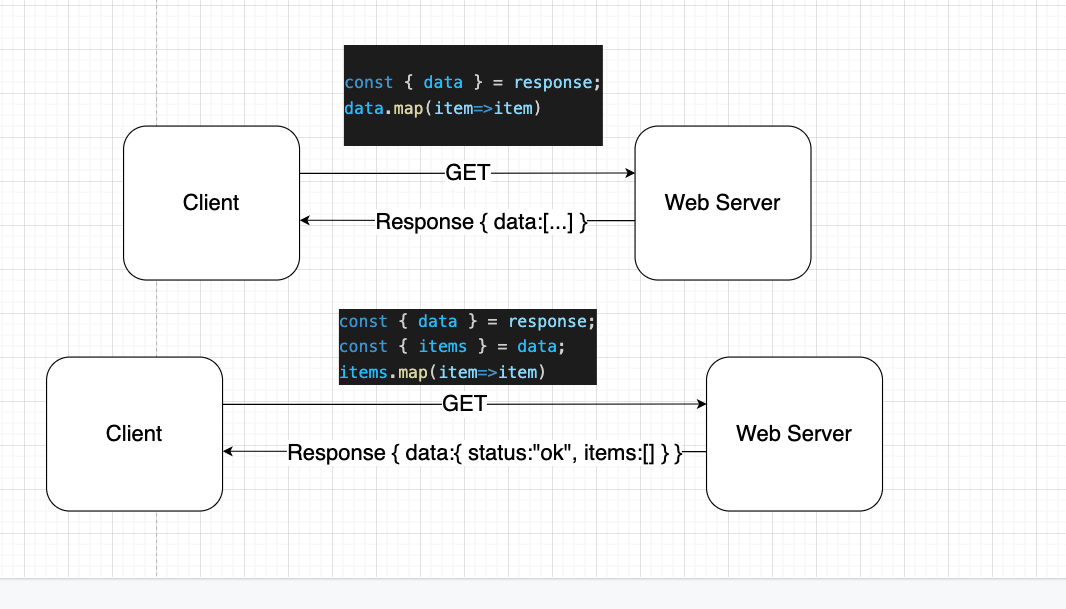 const { data } = response;
data.map(item=>item)
Client
GET
Web Server
Response { data:[...] }
const { data } = response;
const { items } = data;
items.map(item=>item)
GET
Client
Web Server
Response { data:{ status:"ok", items:[] } }